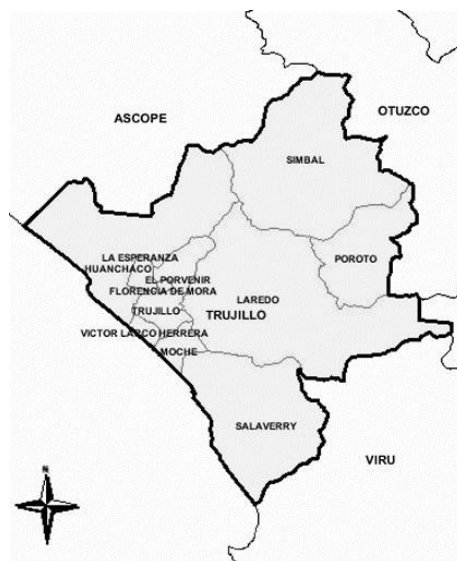 ASCOPE
OTUZCO
SIMBAL
LA ESPERANZA
HUANCHACO
POROTO
EL PORVENIR
FLORENCIA DE MORA
LAREDO
TRUJILLO
TRUJILLO
VICTOR LARCO HERRERA
MOCHE
SALAVERRY
VIRU
N